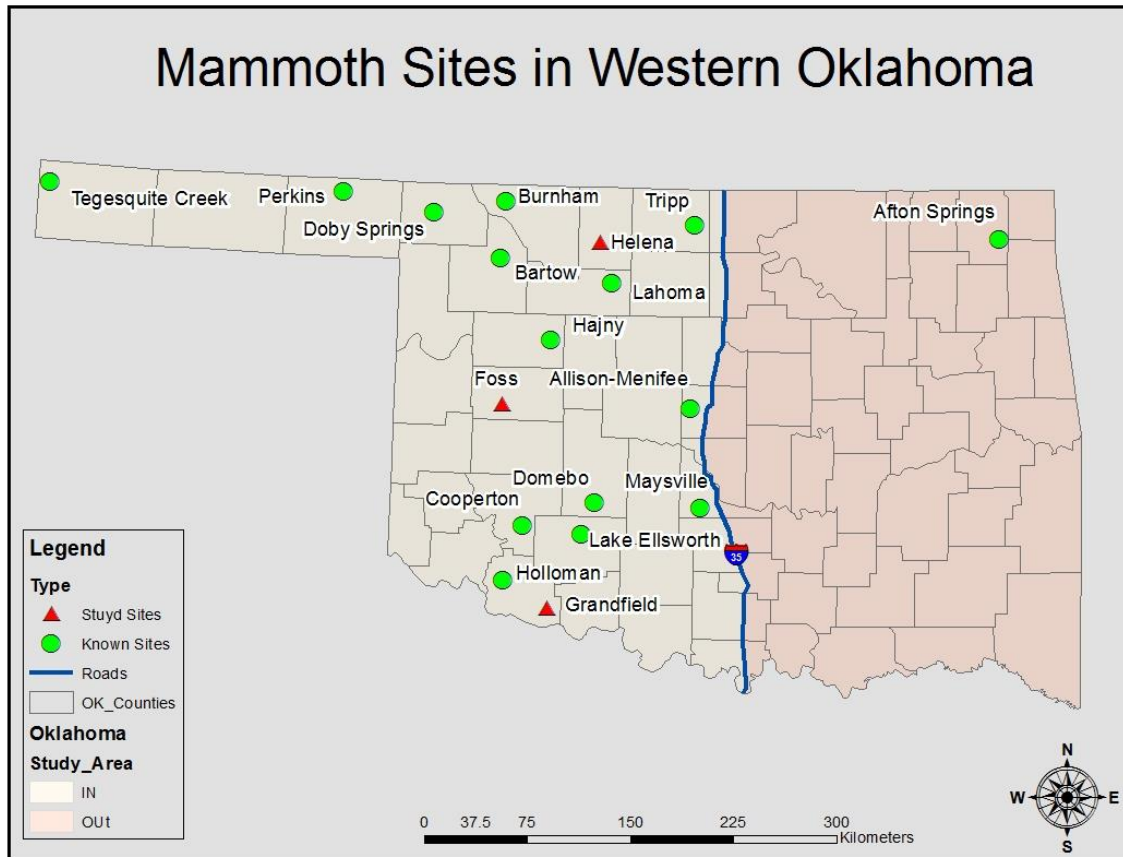 Mammoth Sites in Western Oklahoma
Tegesquite Creek
Perkins
Doby Springs
Burnham
Tripp
Afton Springs
Helena
Bartow
Lahoma
Hajny
Foss
Allison-Menifee
Domebo
Maysville
Cooperton
Lake Ellsworth
35
Holloman
Grandfield
Legend
Type
Stuyd Sites
Known Sites
Roads
OK_Counties
Oklahoma
Study_Area
IN
OUt
0 37.5 75 150 225 300
Kilometers
N
W E
S